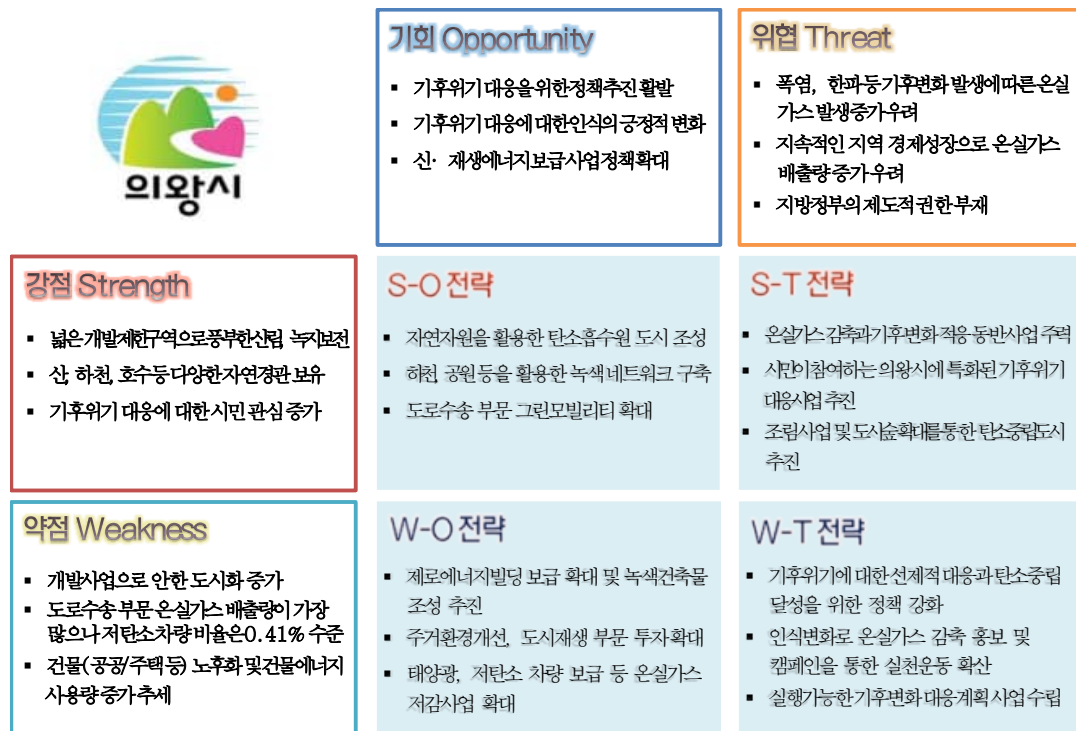 의왕시
기회 Opportunity
▪ 기후위기 대응을 위한 정책추진 활발
▪ 기후위기 대응에 대한 인식의 긍정적 변화
▪ 신· 재생에너지 보급사업 정책확대
위협 Threat
▪ 폭염, 한파 등 기후변화 발생에 따른 온실
가스 발생증가 우려
▪ 지속적인 지역 경제성장으로 온실가스
배출량 증가 우려
▪ 지방정부의 제도적 권한 부재
강점 Strength
▪ 넓은 개발제한구역으로 풍부한 산림, 녹지보전
▪ 산, 하천, 호수 등 다양한 자연경관 보유
▪ 기후위기 대응에 대한 시민 관심 증가
S-O 전략
▪ 자연자원을 활용한 탄소흡수원 도시 조성
▪ 하천, 공원 등을 활용한 녹색 네트워크 구축
▪ 도로수송 부문 그린모빌리티 확대
S-T 전략
▪ 온실가스 감축과 기후변화 적응 동반사업 주력
▪ 시민이 참여하는 의왕시에 특화된 기후위기
대응사업 추진
▪ 조림사업 및 도시숲 확대를 통한 탄소중립도시
추진
약점 Weakness
▪ 개발사업으로 안한 도시화 증가
▪ 도로수송 부문 온실가스 배출량이 가장
많으나 저탄소 차량 비율은 0.41% 수준
▪ 건물(공공/주택 등) 노후화 및 건물에너지
사용량 증가 추세
W-O 전략
▪ 제로에너지빌딩 보급 확대 및 녹색건축물
조성 추진
▪ 주거환경개선, 도시재생 부문 투자 확대
▪ 태양광, 저탄소 차량 보급 등 온실가스
저감사업 확대
W-T 전략
▪ 기후위기에 대한 선제적 대응과 탄소중립
달성을 위한 정책 강화
▪ 인식변화로 온실가스 감축 홍보 및
캠페인을 통한 실천운동 확산
▪ 실행가능한 기후변화 대응계획 사업 수립